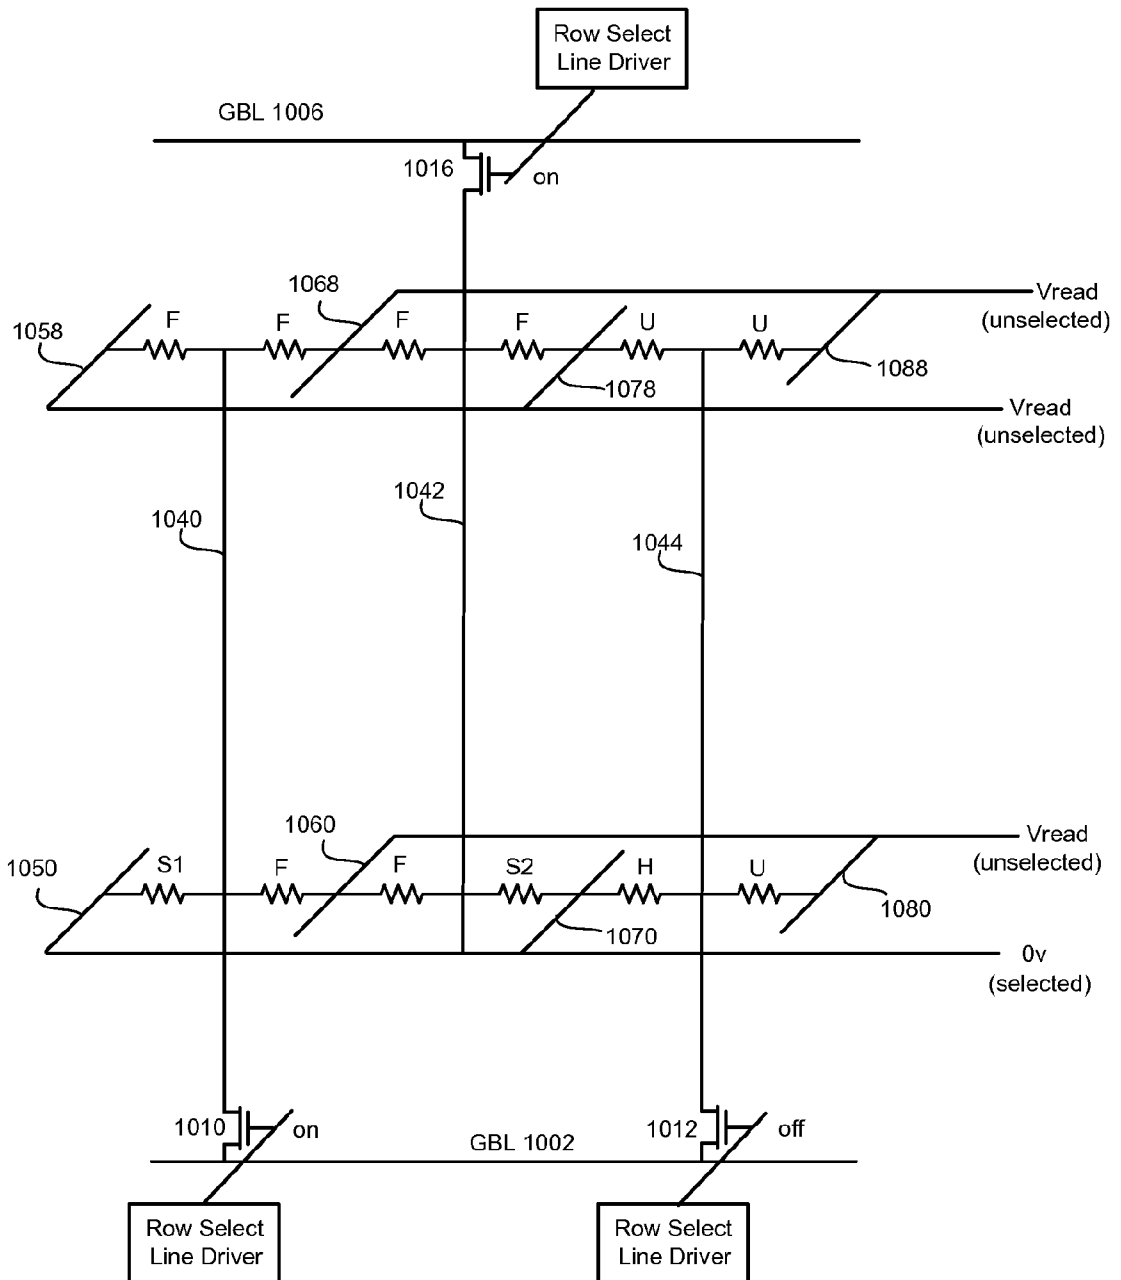 Row Select
Line Driver
GBL 1006
1016
on
1068
Vread
(unselected)
1058
F
F
F
F
U
U
1088
1078
Vread
(unselected)
1042
1040
1044
1060
Vread
(unselected)
1050
S1
F
F
S2
H
U
1080
1070
0v
(selected)
1010
on
GBL 1002
1012
off
Row Select
Line Driver
Row Select
Line Driver